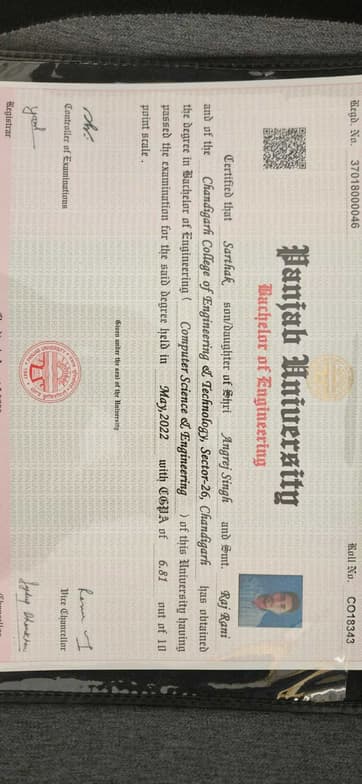 Regd. No. 37018000046
Roll No. CO18343
Panjab University
Bachelor of Engineering
Certified that Sarthak son/daughter of Shri Angrej Singh and Smt. Raj Rani
and of the Chandigarh College of Engineering & Technology, Sector-26, Chandigarh has obtained
the degree in Bachelor of Engineering ( Computer Science & Engineering ) of this University having
passed the examination for the said degree held in May,2022 with CGPA of 6.81 out of 10
point scale .
Given under the seal of the University
Controller of Examinations
Vice Chancellor
Registrar
Chancellor